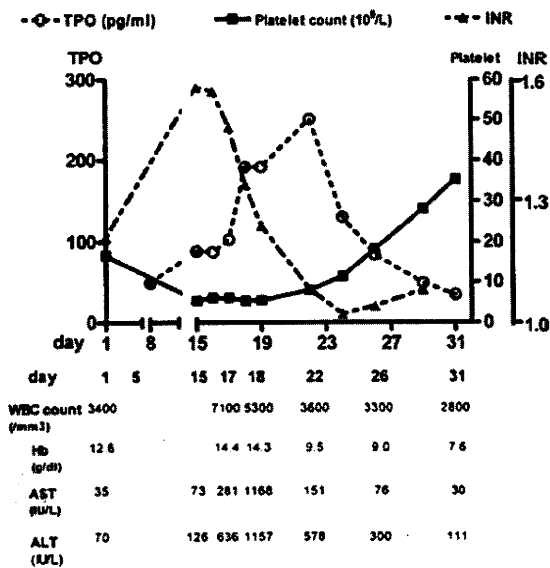 TPO (pg/ml) Platelet count (10⁹/L) INR
TPO Platelet INR
300 60 1.6
50
200 40
1.3
30
100 20
10
0 0 1.0
day 1 8 15 19 23 27 31
day 1 5 15 17 18 22 26 31
WBC count 3400 7100 5300 3600 3300 2800
(/mm3)
Hb 12.6 14.4 14.3 9.5 9.0 7.6
(g/dl)
AST 35 73 281 1168 151 76 30
(IU/L)
ALT 70 126 636 1157 578 300 111
(IU/L)